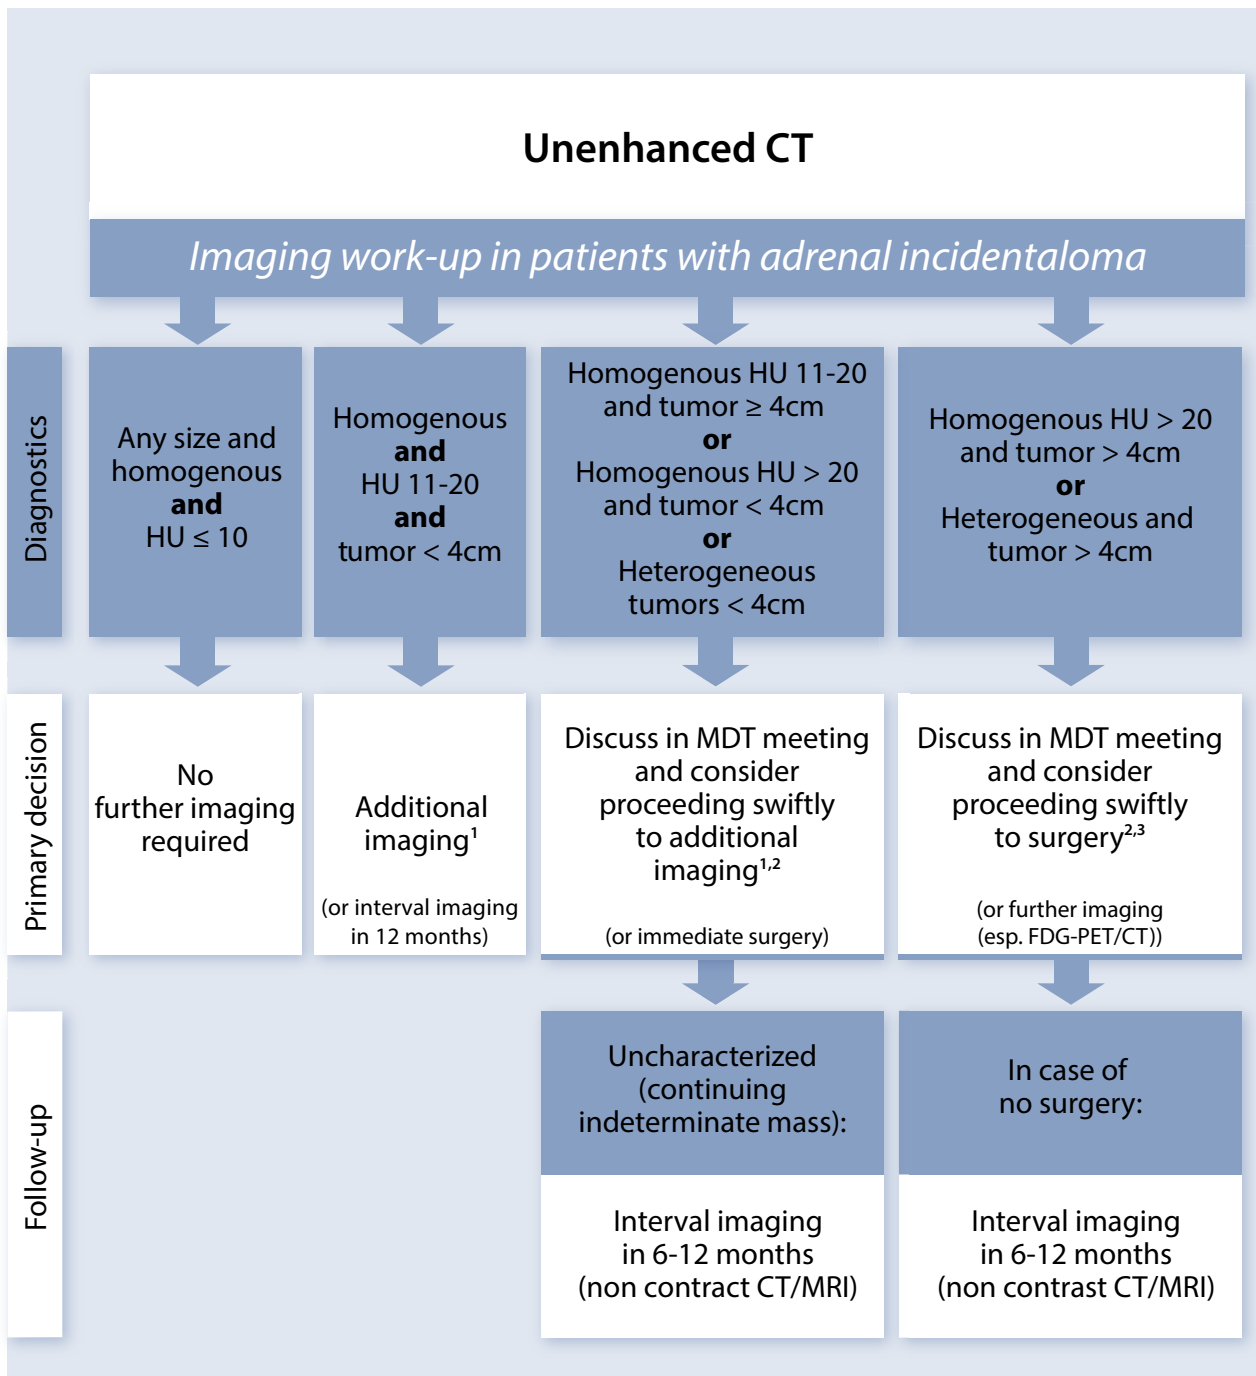 Unenhanced CT
Imaging work-up in patients with adrenal incidentaloma
Diagnostics
Any size and
homogenous
and
HU ≤ 10
Homogenous
and
HU 11-20
and
tumor < 4cm
Homogenous HU 11-20
and tumor ≥ 4cm
or
Homogenous HU > 20
and tumor < 4cm
or
Heterogeneous
tumors < 4cm
Homogenous HU > 20
and tumor > 4cm
or
Heterogeneous and
tumor > 4cm
Primary decision
No
further imaging
required
Additional
imaging¹
(or interval imaging
in 12 months)
Discuss in MDT meeting
and consider
proceeding swiftly
to additional
imaging¹,²
(or immediate surgery)
Discuss in MDT meeting
and consider
proceeding swiftly
to surgery²,³
(or further imaging
(esp. FDG-PET/CT))
Follow-up
Uncharacterized
(continuing
indeterminate mass):
Interval imaging
in 6-12 months
(non contract CT/MRI)
In case of
no surgery:
Interval imaging
in 6-12 months
(non contrast CT/MRI)